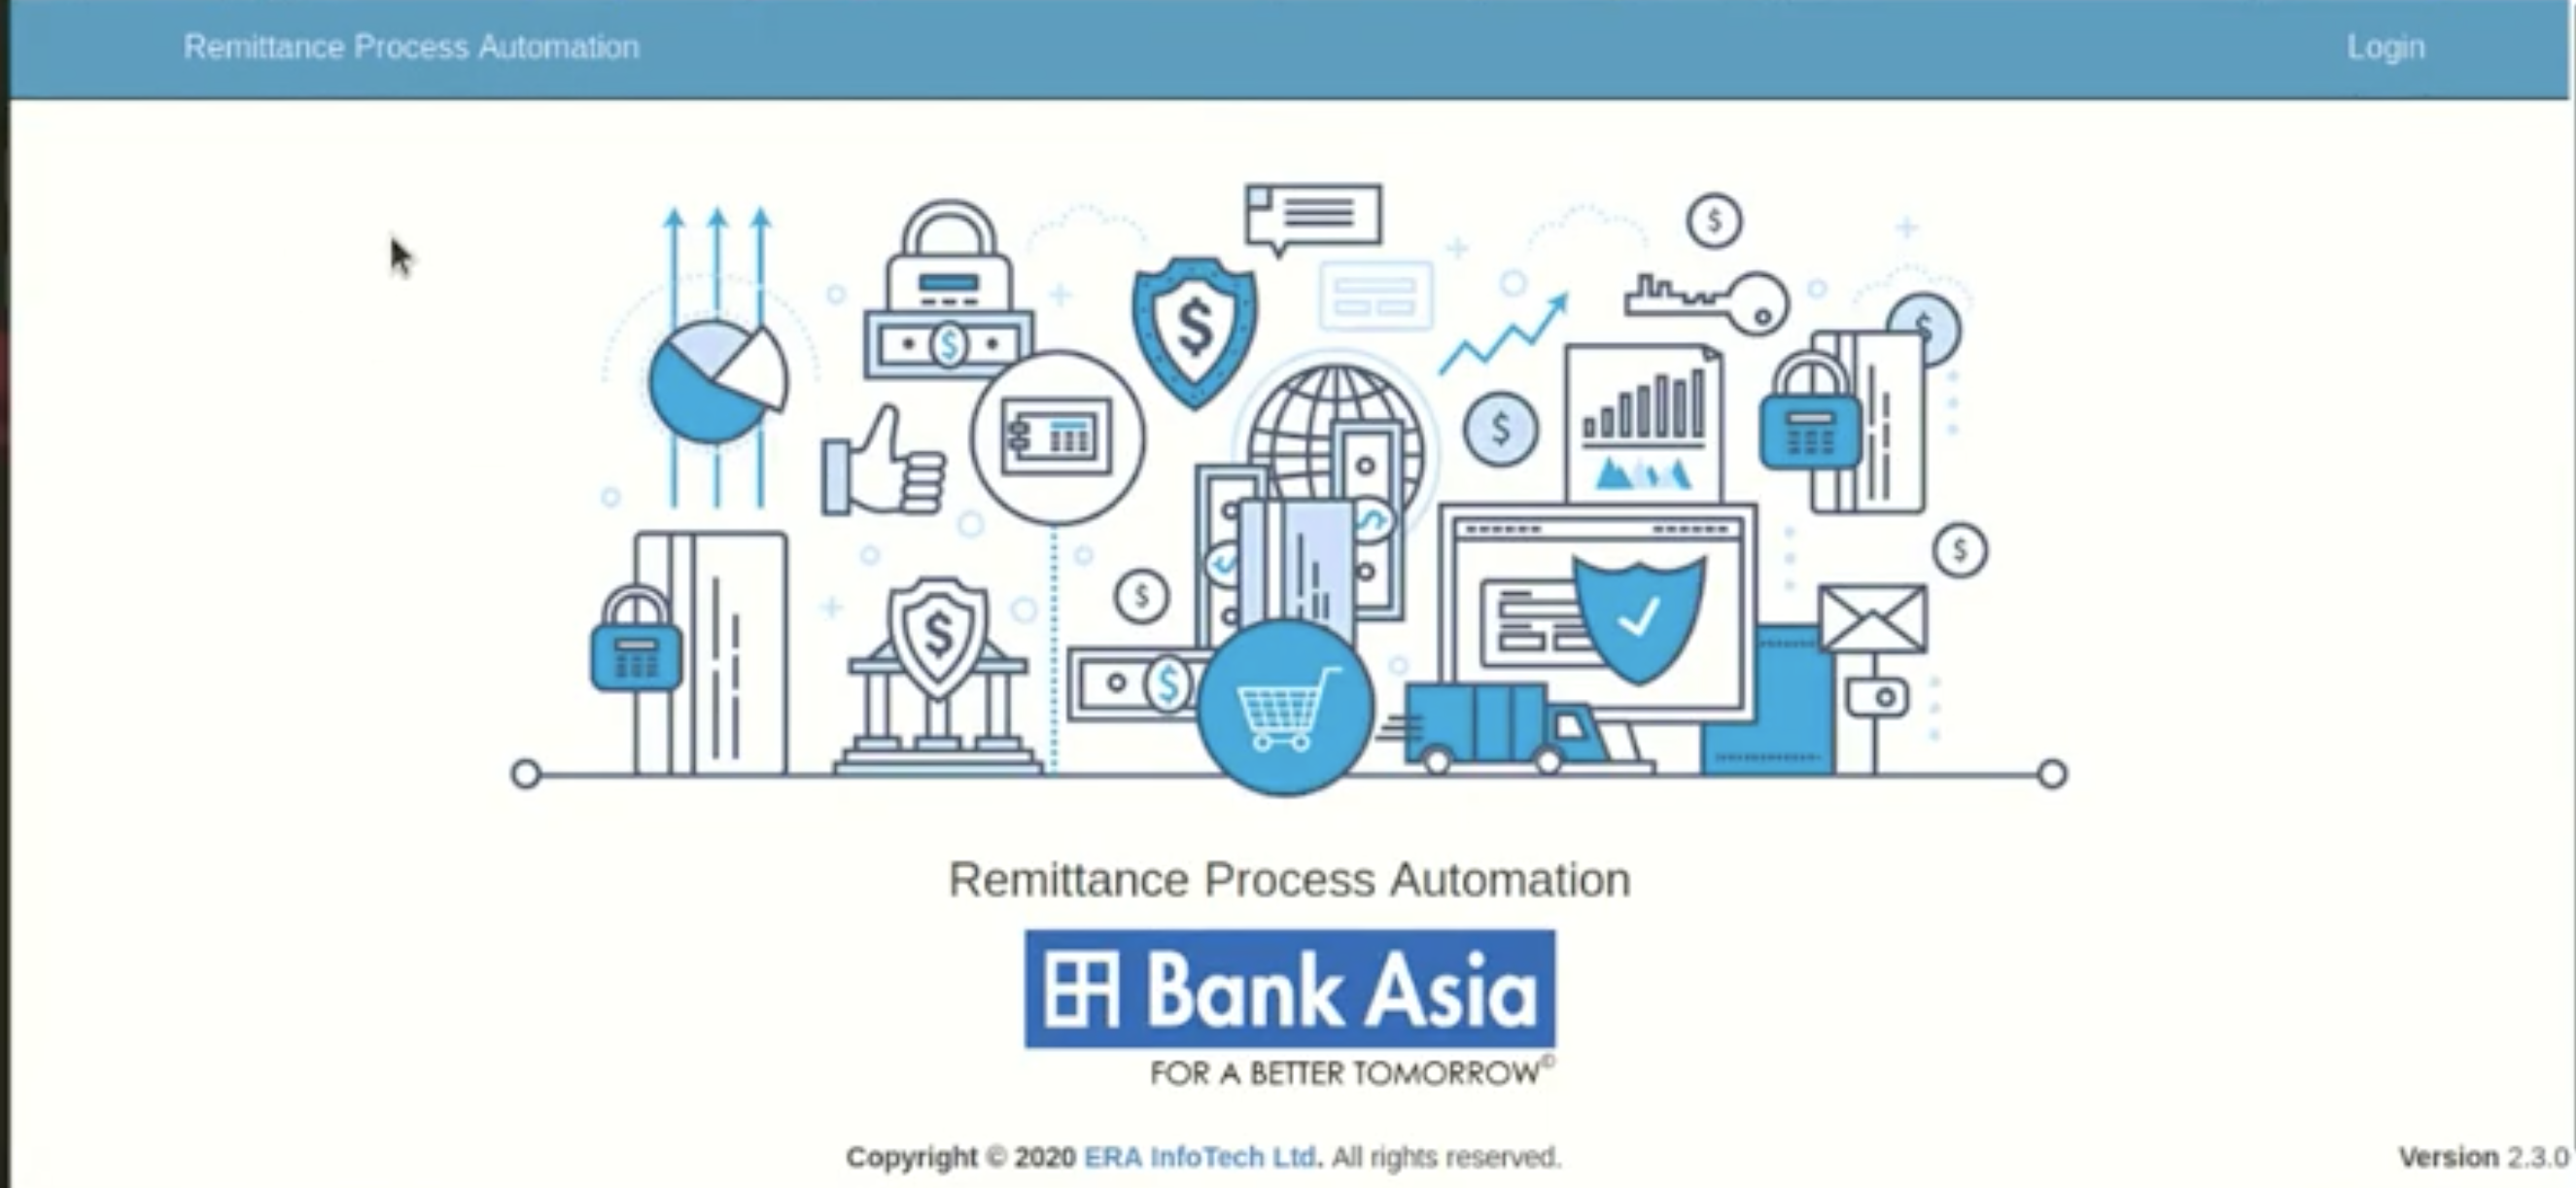 Remittance Process Automation
Login
Remittance Process Automation
Bank Asia
FOR A BETTER TOMORROW©
Copyright © 2020 ERA InfoTech Ltd. All rights reserved.
Version 2.3.0